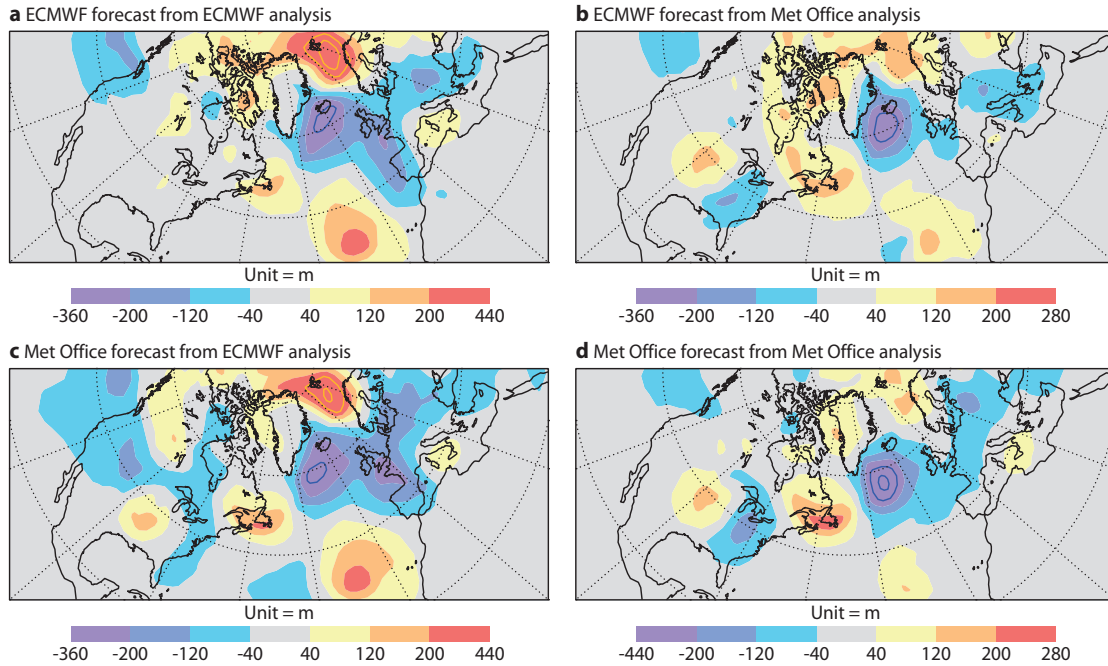 a ECMWF forecast from ECMWF analysis
b ECMWF forecast from Met Office analysis
Unit = m
-360 -200 -120 -40 40 120 200 440
Unit = m
-360 -200 -120 -40 40 120 200 280
c Met Office forecast from ECMWF analysis
d Met Office forecast from Met Office analysis
Unit = m
-360 -200 -120 -40 40 120 200 440
Unit = m
-440 -200 -120 -40 40 120 200 280